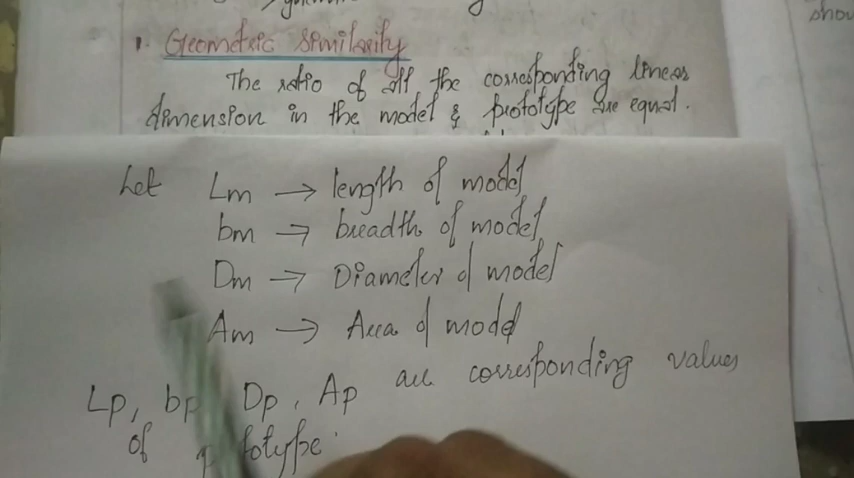 1. Geometric similarity
The ratio of all the corresponding linear
dimension in the model & prototype are equal.
Let Lm → length of model
bm → breadth of model
Dm → Diameter of model
Am → Area of model
Lp, bp Dp, Ap are corresponding values
of totype.
show